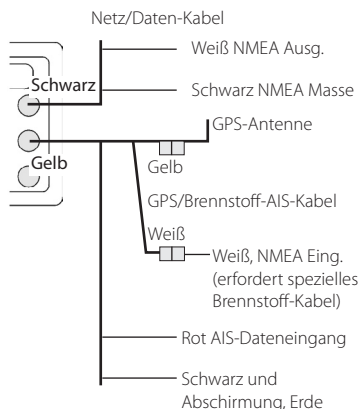 Netz/Daten-Kabel
Weiß NMEA Ausg.
Schwarz
Schwarz NMEA Masse
GPS-Antenne
Gelb
Gelb
GPS/Brennstoff-AIS-Kabel
Weiß
Weiß, NMEA Eing.
(erfordert spezielles
Brennstoff-Kabel)
Rot AIS-Dateneingang
Schwarz und
Abschirmung, Erde